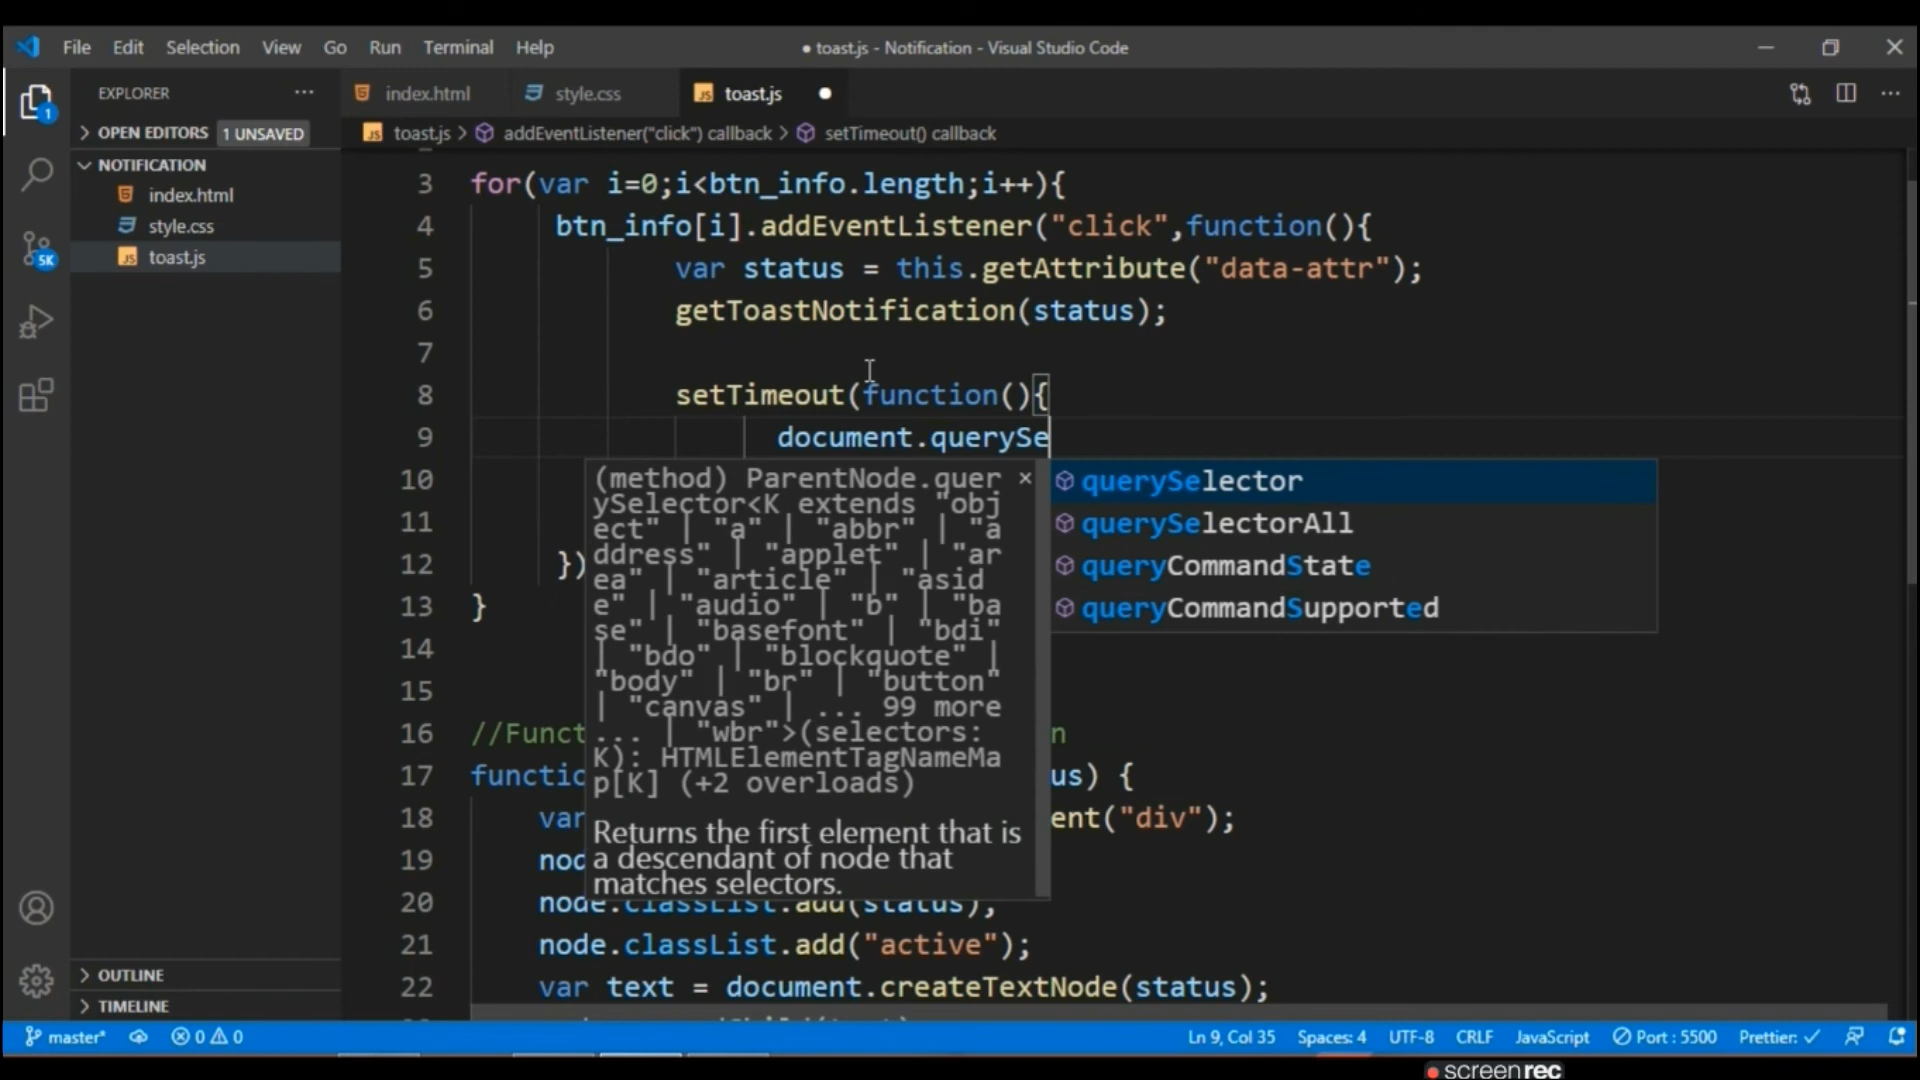 File Edit Selection View Go Run Terminal Help
● toast.js - Notification - Visual Studio Code
EXPLORER
index.html
style.css
toast.js
OPEN EDITORS 1 UNSAVED
NOTIFICATION
index.html
style.css
toast.js
1
5K
OUTLINE
TIMELINE
toast.js > addEventListener("click") callback > setTimeout() callback
3 for(var i=0;i<btn_info.length;i++){
4 btn_info[i].addEventListener("click",function(){
5 var status = this.getAttribute("data-attr");
6 getToastNotification(status);
7
8 setTimeout(function(){
9 document.querySe
10
11
12 })
13 }
14
15
16 //Funct n
17 functio us) {
18 var ent("div");
19 nod
20 node.classList.add(status);
21 node.classList.add("active");
22 var text = document.createTextNode(status);
(method) ParentNode.quer
ySelector<K extends "obj
ect" | "a" | "abbr" | "a
ddress" | "applet" | "ar
ea" | "article" | "asid
e" | "audio" | "b" | "ba
se" | "basefont" | "bdi"
| "bdo" | "blockquote" |
"body" | "br" | "button"
| "canvas" | ... 99 more
... | "wbr">(selectors:
K): HTMLElementTagNameMa
p[K] (+2 overloads)
Returns the first element that is
a descendant of node that
matches selectors.
querySelector
querySelectorAll
queryCommandState
queryCommandSupported
master* 0 0 Ln 9, Col 35 Spaces: 4 UTF-8 CRLF JavaScript Port : 5500 Prettier: ✓
screenrec